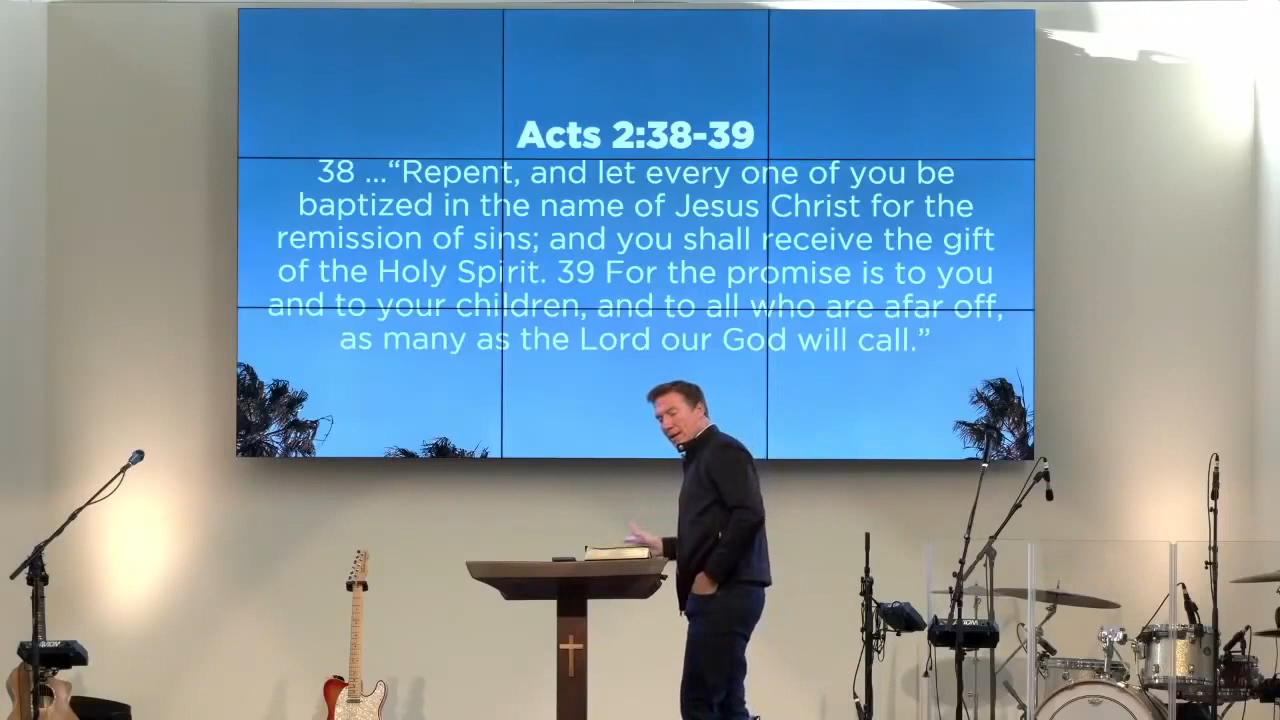 Acts 2:38-39
38 ...“Repent, and let every one of you be
baptized in the name of Jesus Christ for the
remission of sins; and you shall receive the gift
of the Holy Spirit. 39 For the promise is to you
and to your children, and to all who are afar off,
as many as the Lord our God will call.”